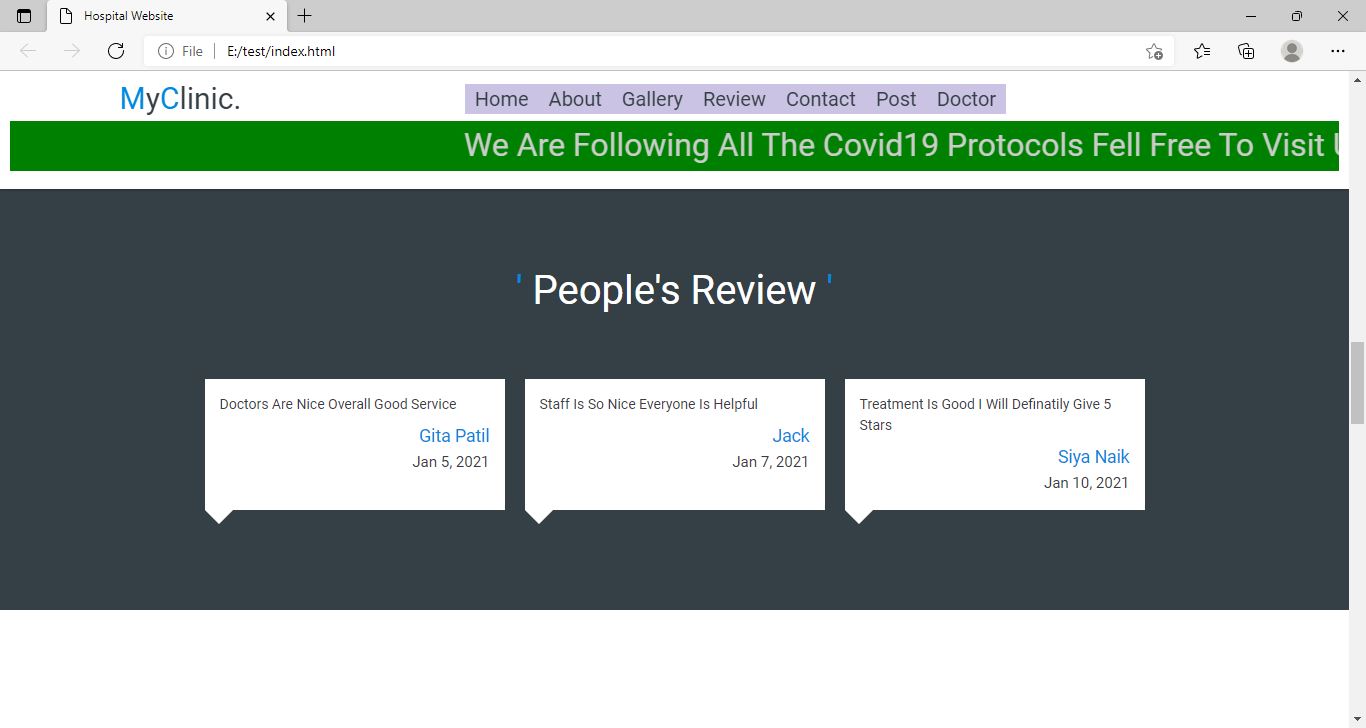 Hospital Website
File
E:/test/index.html
MyClinic.
Home About Gallery Review Contact Post Doctor
We Are Following All The Covid19 Protocols Fell Free To Visit
' People's Review '
Doctors Are Nice Overall Good Service
Gita Patil
Jan 5, 2021
Staff Is So Nice Everyone Is Helpful
Jack
Jan 7, 2021
Treatment Is Good I Will Definatily Give 5
Stars
Siya Naik
Jan 10, 2021